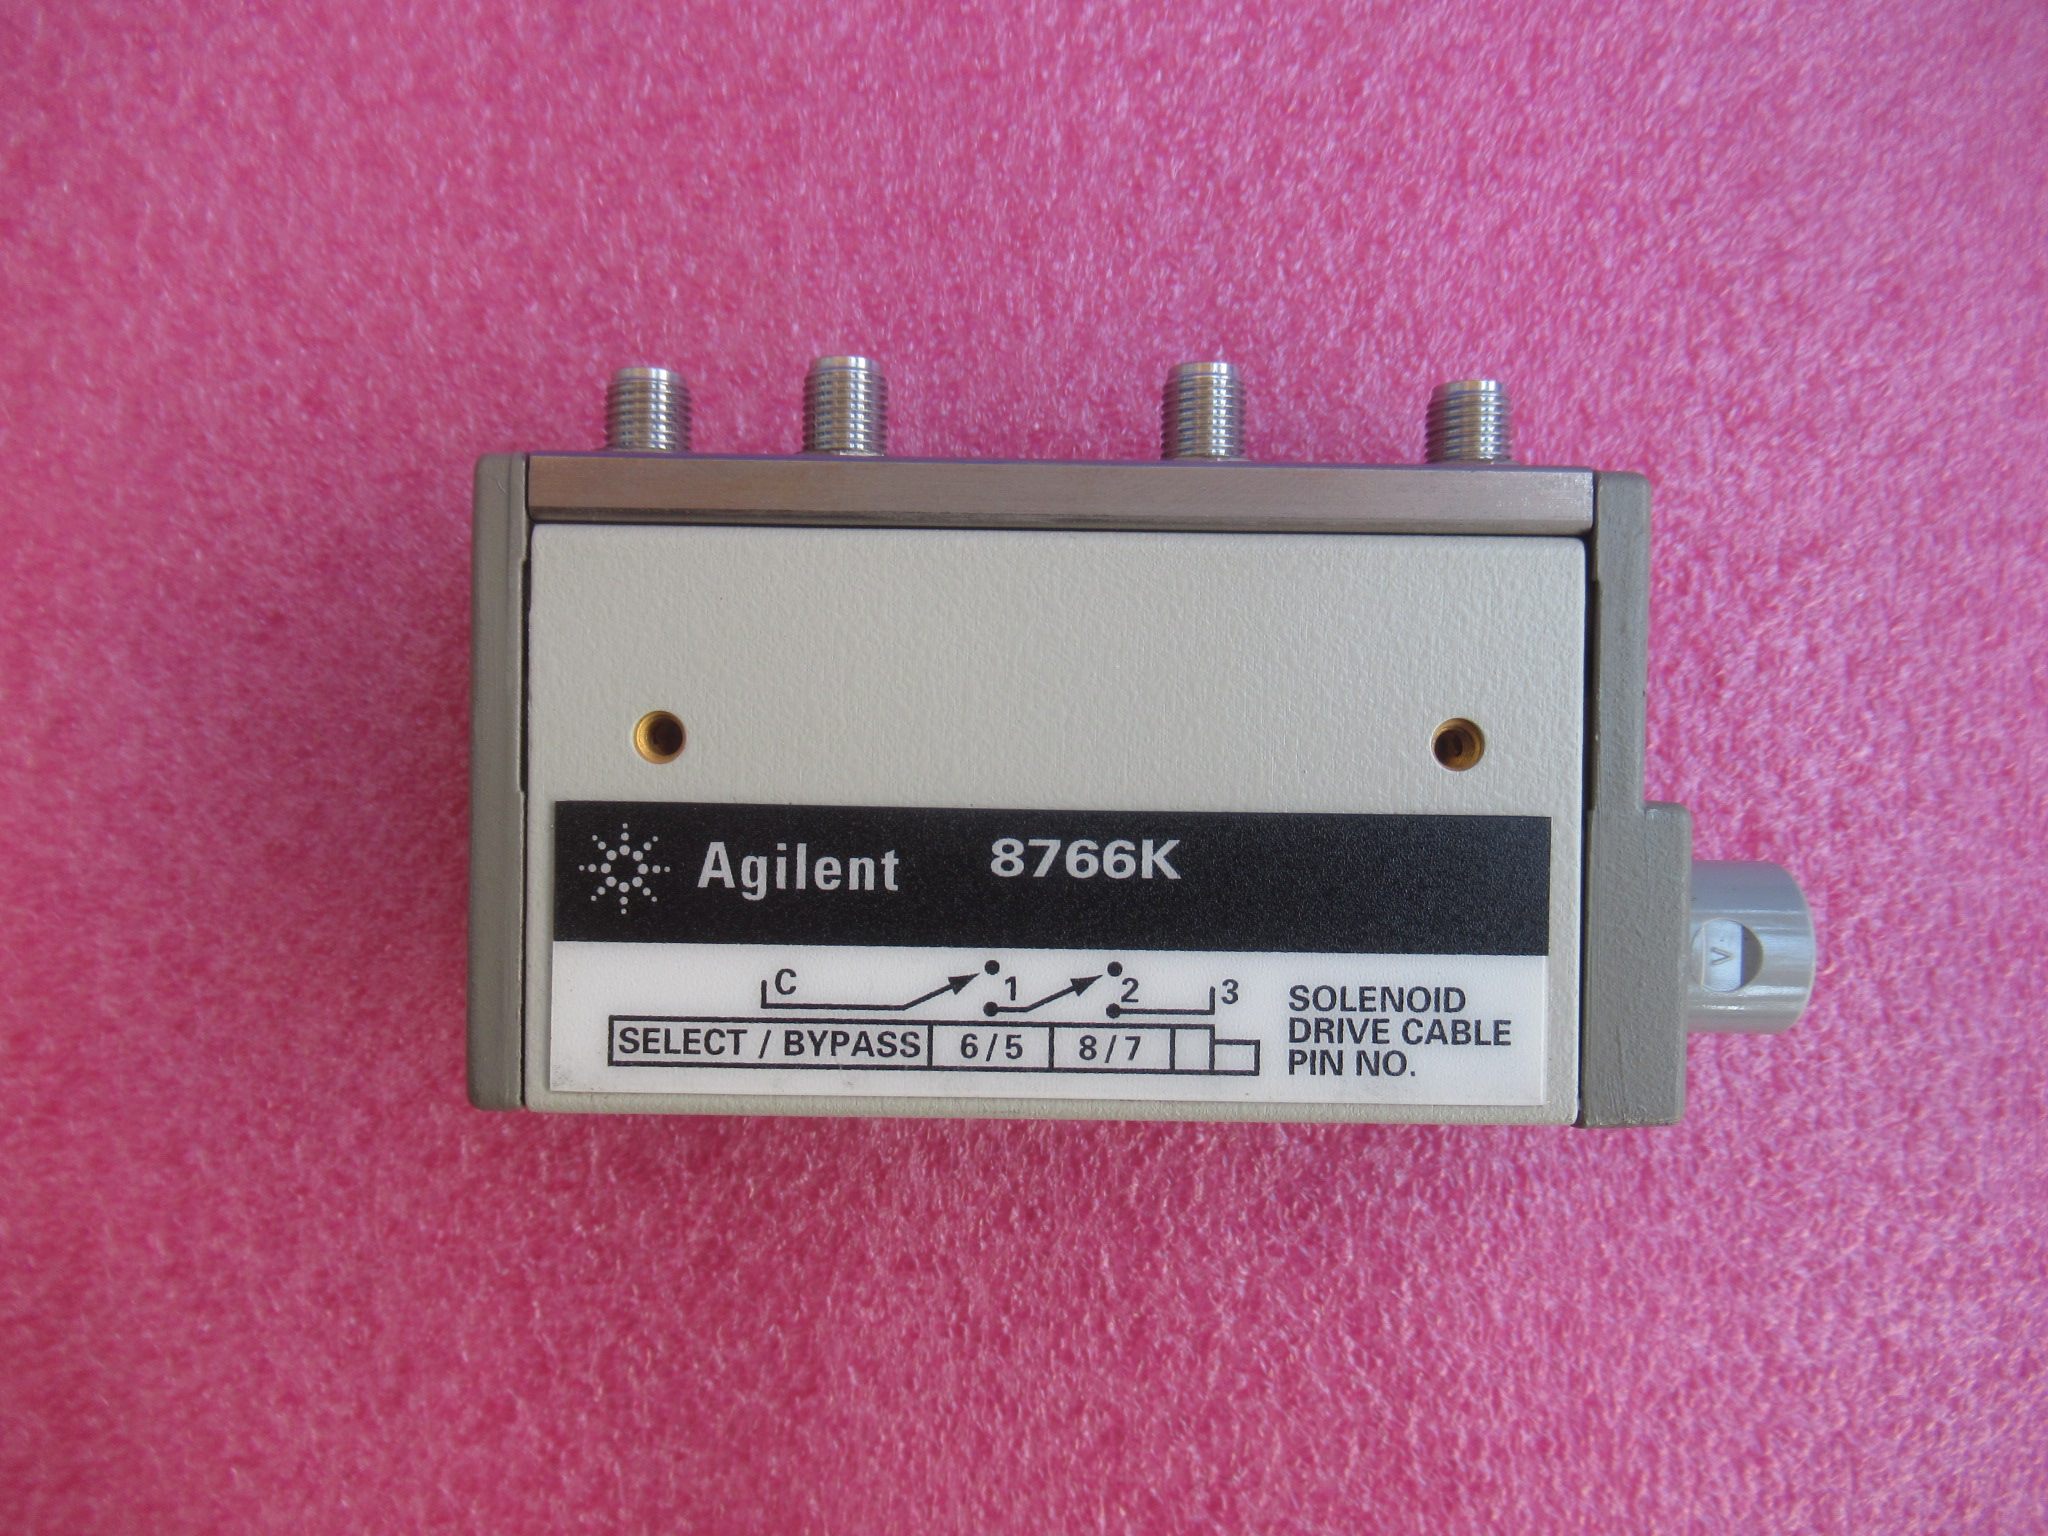 Agilent 8766K
C 1 2 3
SELECT / BYPASS 6/5 8/7
SOLENOID
DRIVE CABLE
PIN NO.
V